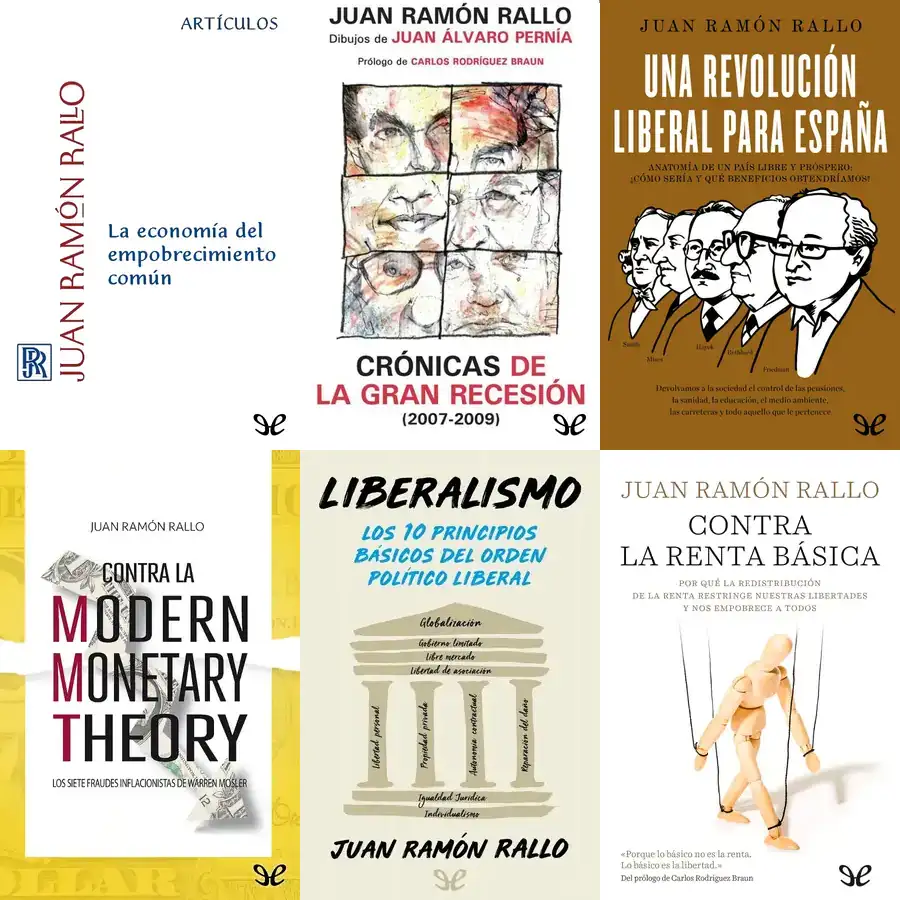 ARTÍCULOS
JUAN RAMÓN RALLO
La economía del
empobrecimiento
común
JUAN RAMÓN RALLO
Dibujos de JUAN ÁLVARO PERNÍA
Prólogo de CARLOS RODRÍGUEZ BRAUN
CRÓNICAS DE
LA GRAN RECESIÓN
(2007-2009)
JUAN RAMÓN RALLO
UNA REVOLUCIÓN
LIBERAL PARA ESPAÑA
ANATOMÍA DE UN PAÍS LIBRE Y PRÓSPERO:
¿CÓMO SERÍA Y QUÉ BENEFICIOS OBTENDRÍAMOS?
Smith
Mises
Hayek
Rothbard
Friedman
Devolvamos a la sociedad el control de las pensiones,
la sanidad, la educación, el medio ambiente,
las carreteras y todo aquello que le pertenece
JUAN RAMÓN RALLO
CONTRA LA
MODERN
MONETARY
THEORY
LOS SIETE FRAUDES INFLACIONISTAS DE WARREN MOSLER
12
LIBERALISMO
LOS 10 PRINCIPIOS
BÁSICOS DEL ORDEN
POLÍTICO LIBERAL
Globalización
Gobierno limitado
Libre mercado
Libertad de asociación
Libertad personal
Propiedad privada
Autonomía contractual
Reparación del daño
Igualdad Jurídica
Individualismo
JUAN RAMÓN RALLO
JUAN RAMÓN RALLO
CONTRA
LA RENTA BÁSICA
POR QUÉ LA REDISTRIBUCIÓN
DE LA RENTA RESTRINGE NUESTRAS LIBERTADES
Y NOS EMPOBRECE A TODOS
«Porque lo básico no es la renta.
Lo básico es la libertad.»
Del prólogo de Carlos Rodríguez Braun